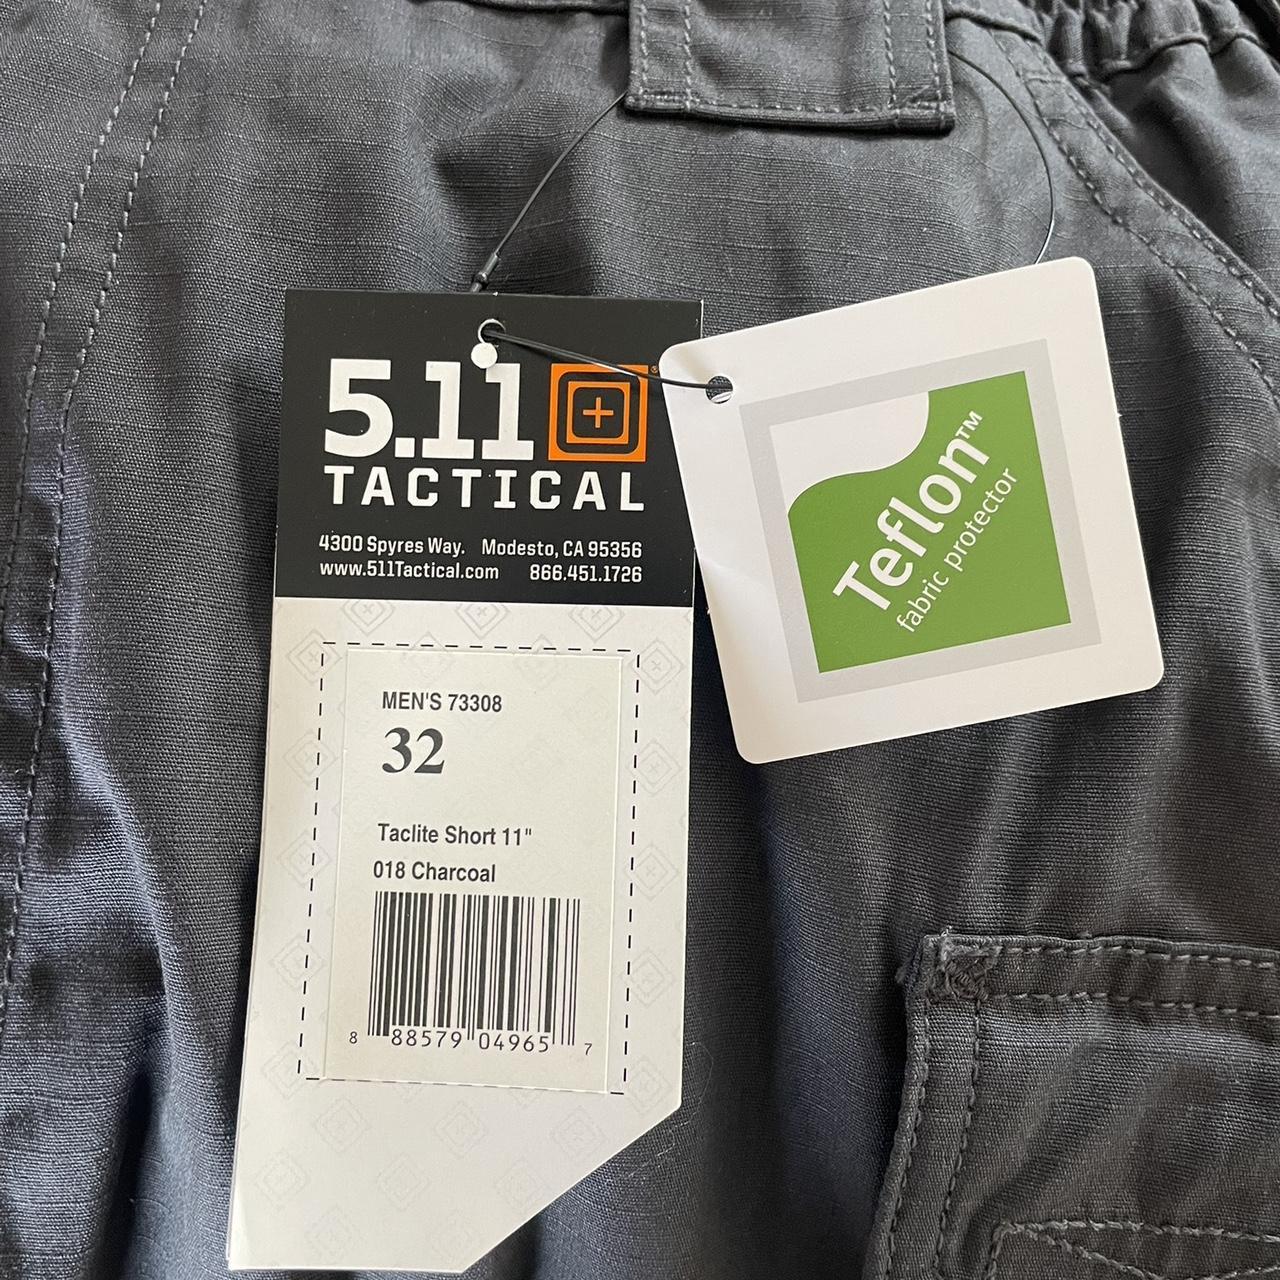 5.11®
TACTICAL
4300 Spyres Way. Modesto, CA 95356
www.511Tactical.com 866.451.1726
MEN'S 73308
32
Taclite Short 11"
018 Charcoal
8 88579 04965 7
Teflon™
fabric protector